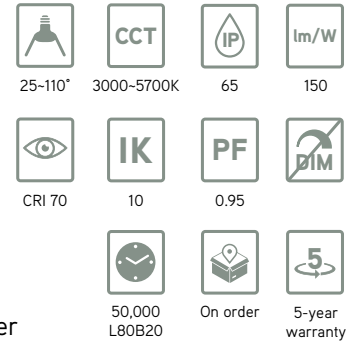 CCT
IP
lm/W
25~110°
3000~5700K
65
150
IK
PF
DIM
CRI 70
10
0.95
5
50,000
L80B20
On order
5-year
warranty
er